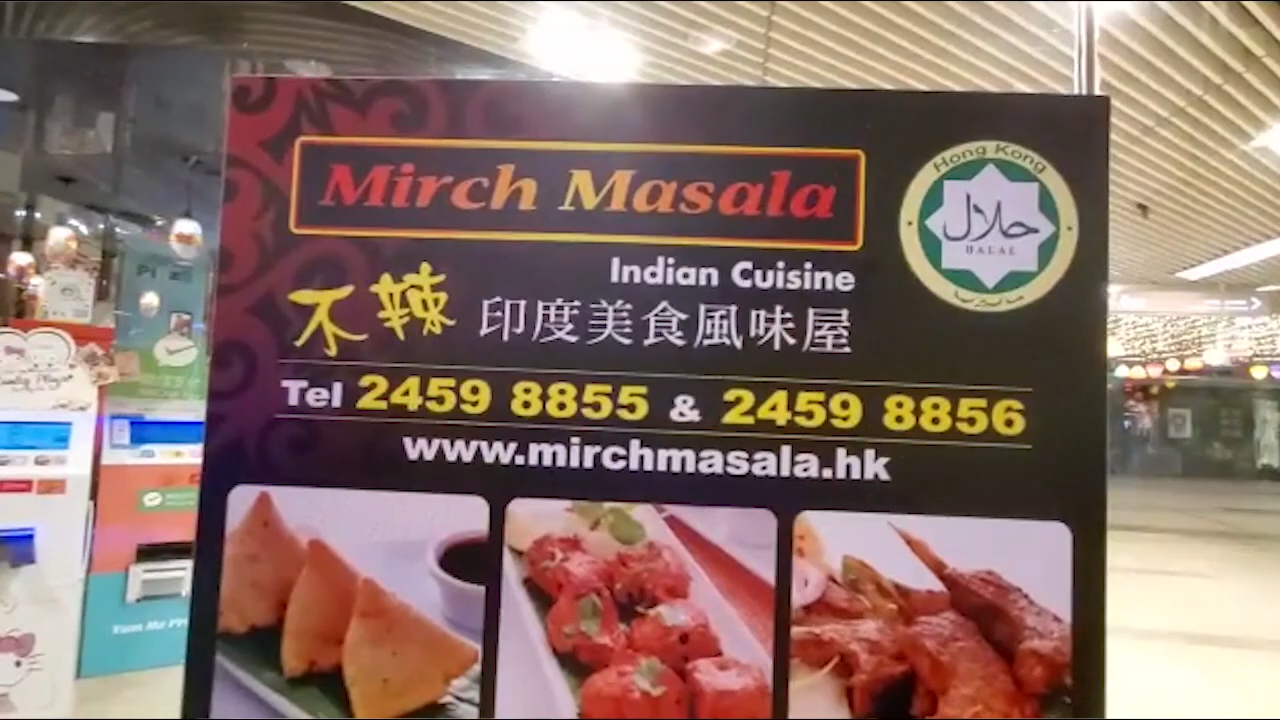 Mirch Masala
Hong Kong
حلال
HALAL
Indian Cuisine
不辣 印度美食風味屋
Tel 2459 8855 & 2459 8856
www.mirchmasala.hk